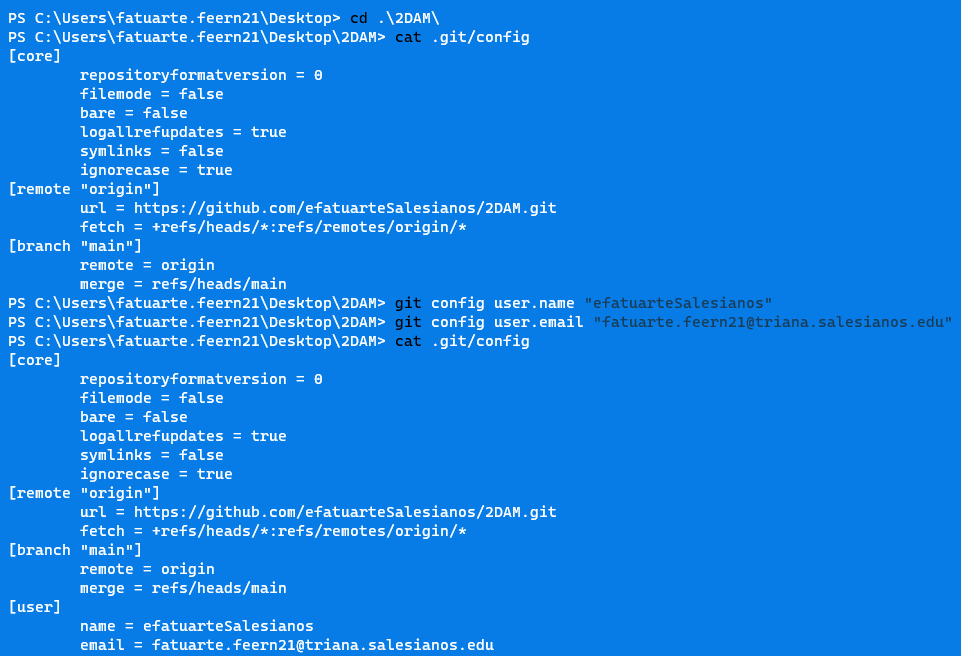 PS C:\Users\fatuarte.feern21\Desktop> cd .\2DAM\
PS C:\Users\fatuarte.feern21\Desktop\2DAM> cat .git/config
[core]
        repositoryformatversion = 0
        filemode = false
        bare = false
        logallrefupdates = true
        symlinks = false
        ignorecase = true
[remote "origin"]
        url = https://github.com/efatuarteSalesianos/2DAM.git
        fetch = +refs/heads/*:refs/remotes/origin/*
[branch "main"]
        remote = origin
        merge = refs/heads/main
PS C:\Users\fatuarte.feern21\Desktop\2DAM> git config user.name "efatuarteSalesianos"
PS C:\Users\fatuarte.feern21\Desktop\2DAM> git config user.email "fatuarte.feern21@triana.salesianos.edu"
PS C:\Users\fatuarte.feern21\Desktop\2DAM> cat .git/config
[core]
        repositoryformatversion = 0
        filemode = false
        bare = false
        logallrefupdates = true
        symlinks = false
        ignorecase = true
[remote "origin"]
        url = https://github.com/efatuarteSalesianos/2DAM.git
        fetch = +refs/heads/*:refs/remotes/origin/*
[branch "main"]
        remote = origin
        merge = refs/heads/main
[user]
        name = efatuarteSalesianos
        email = fatuarte.feern21@triana.salesianos.edu